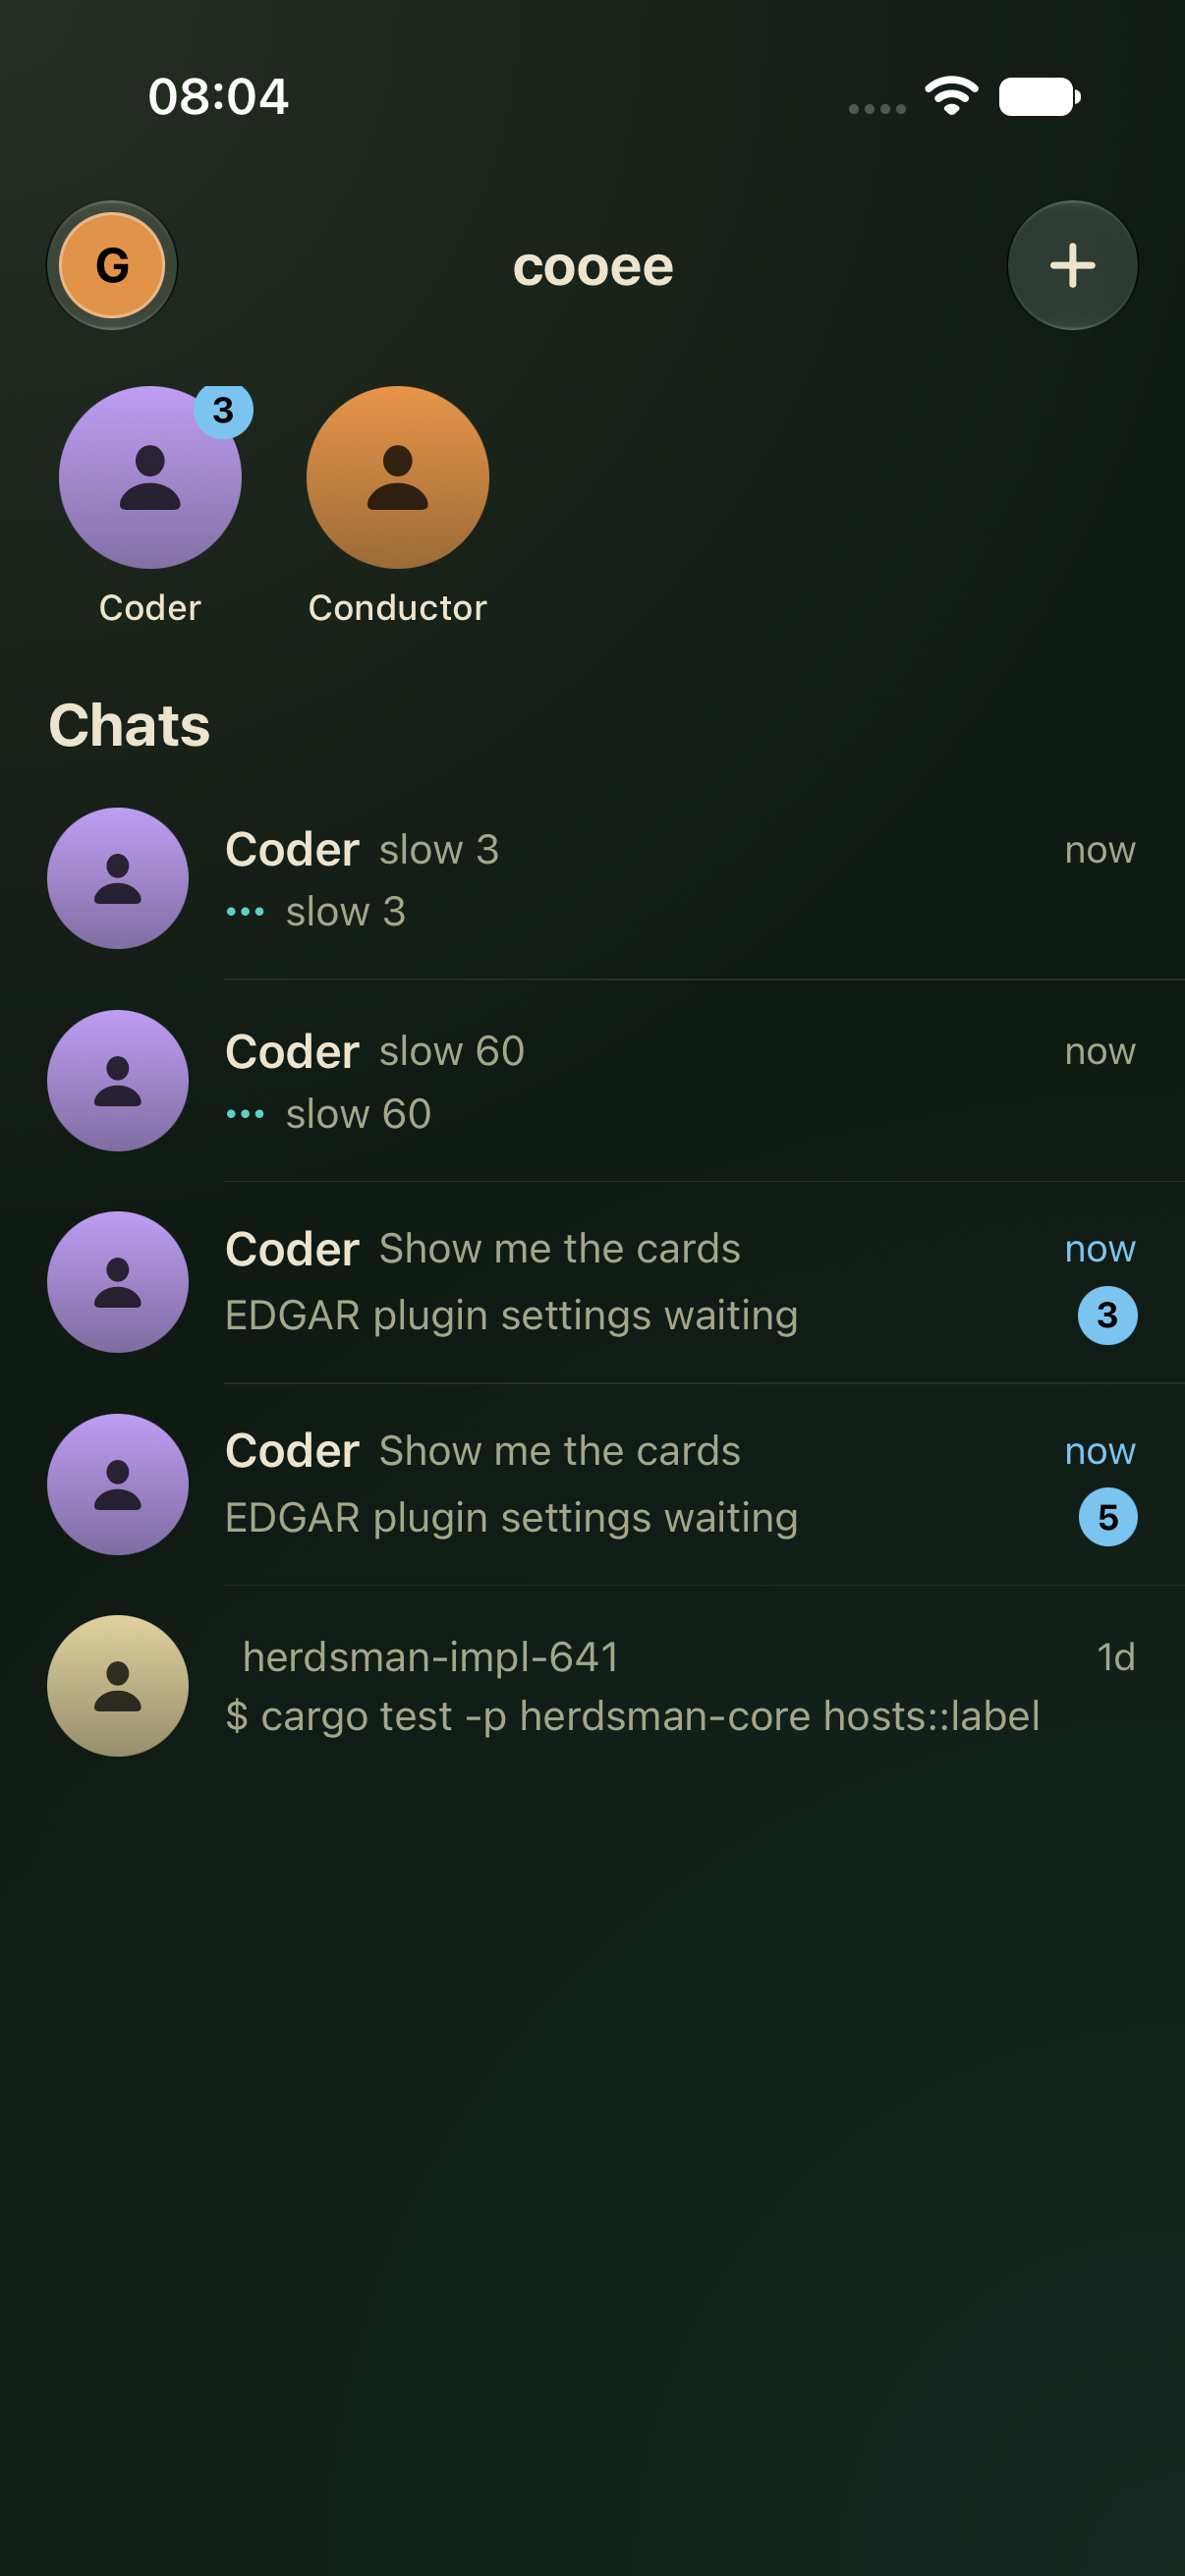 08:04
G
cooee
3
Coder
Conductor
Chats
Coder slow 3 now
••• slow 3
Coder slow 60 now
••• slow 60
Coder Show me the cards now
EDGAR plugin settings waiting 3
Coder Show me the cards now
EDGAR plugin settings waiting 5
herdsman-impl-641 1d
$ cargo test -p herdsman-core hosts::label